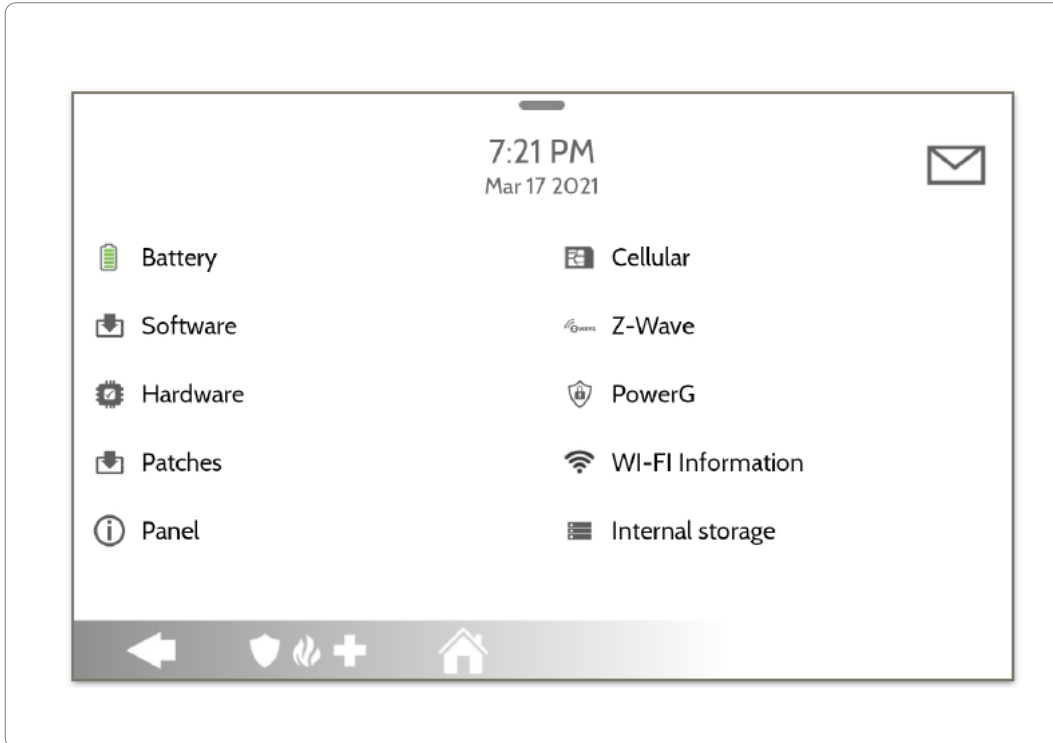 7:21 PM
Mar 17 2021
Battery
Software
Hardware
Patches
Panel
Cellular
Z-Wave
PowerG
WI-FI Information
Internal storage